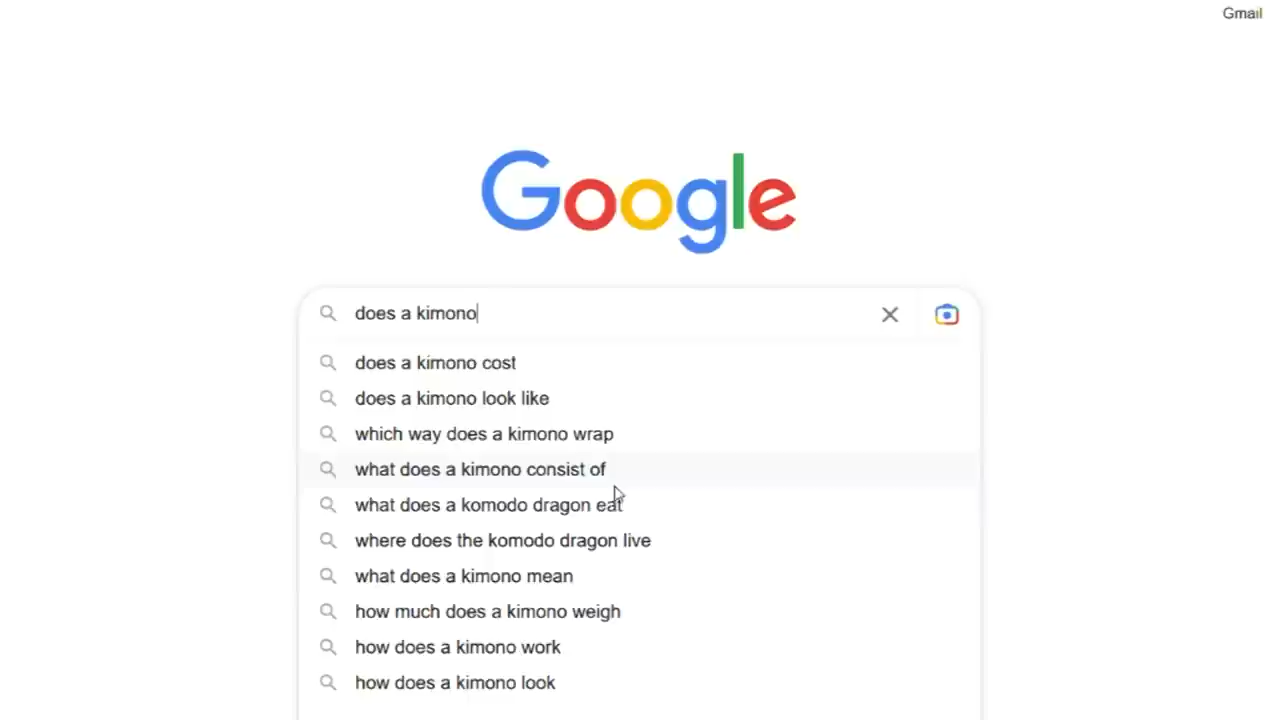 Gmail
Google
does a kimono
does a kimono cost
does a kimono look like
which way does a kimono wrap
what does a kimono consist of
what does a komodo dragon eat
where does the komodo dragon live
what does a kimono mean
how much does a kimono weigh
how does a kimono work
how does a kimono look